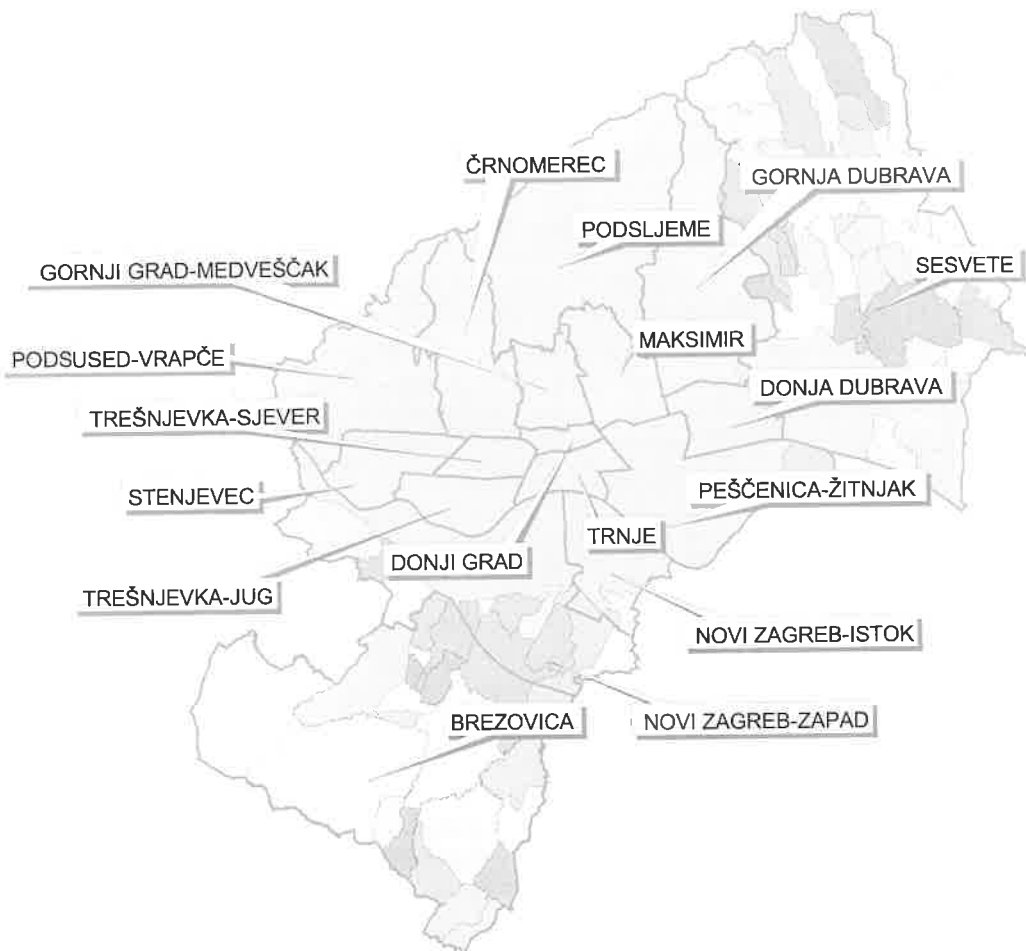 ČRNOMEREC
GORNJA DUBRAVA
PODSLJEME
GORNJI GRAD-MEDVEŠČAK
SESVETE
MAKSIMIR
PODSUSED-VRAPČE
DONJA DUBRAVA
TREŠNJEVKA-SJEVER
STENJEVEC
PEŠČENICA-ŽITNJAK
TRNJE
DONJI GRAD
TREŠNJEVKA-JUG
NOVI ZAGREB-ISTOK
BREZOVICA
NOVI ZAGREB-ZAPAD